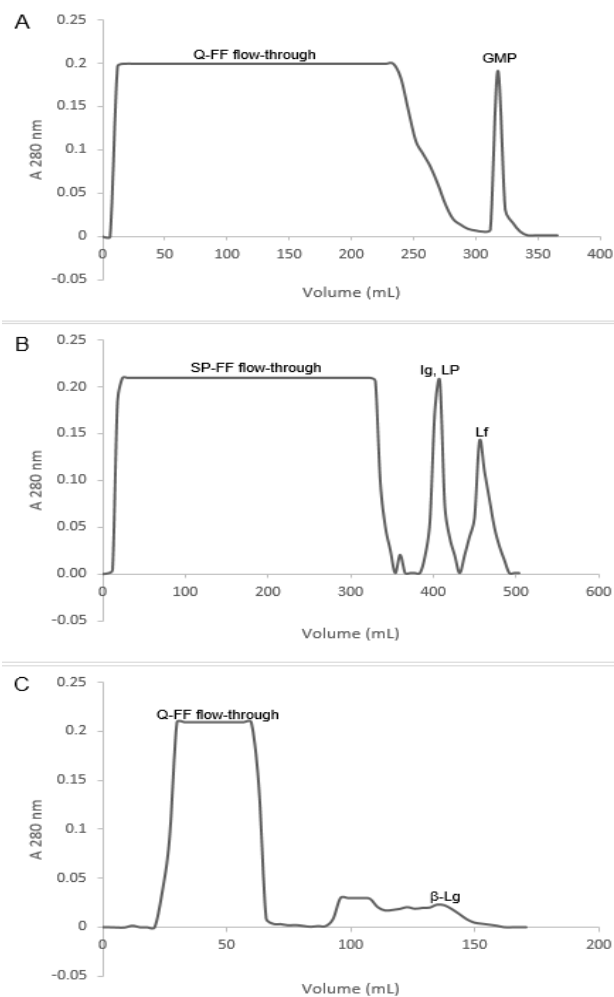 A
0.25
Q-FF flow-through
GMP
0.2
0.15
0.1
0.05
0
-0.05
A 280 nm
0 50 100 150 200 250 300 350 400
Volume (mL)
B
0.25
SP-FF flow-through
Ig, LP
0.20
Lf
0.15
0.10
0.05
0.00
-0.05
A 280 nm
0 100 200 300 400 500 600
Volume (mL)
C
0.25
Q-FF flow-through
0.2
0.15
0.1
0.05
β-Lg
0
-0.05
A 280 nm
0 50 100 150 200
Volume (mL)